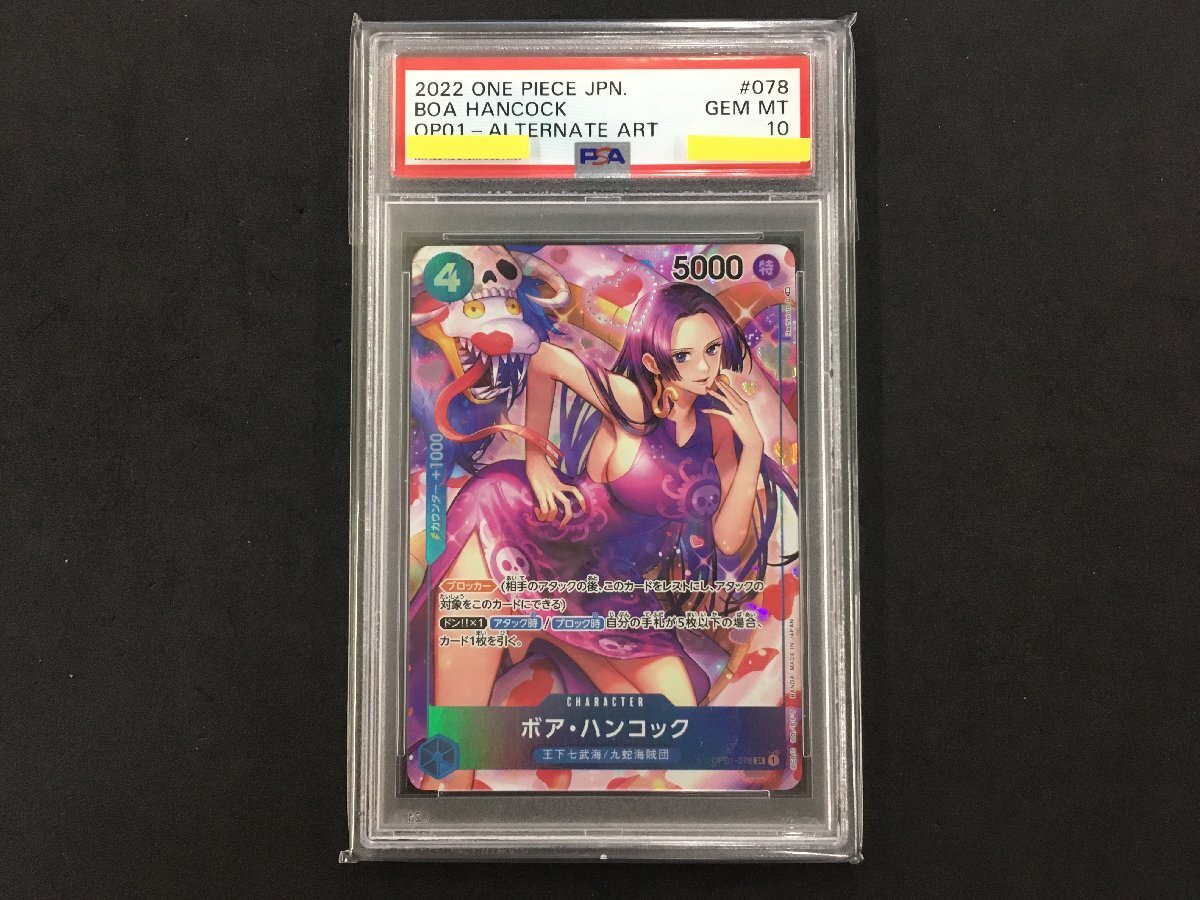 2022 ONE PIECE JPN. #078
BOA HANCOCK GEM MT
OP01-ALTERNATE ART 10
PSA
4
5000 特
カウンター +1000
ブロッカー (相手のアタックの後、このカードをレストにし、アタックの
対象をこのカードにできる)
ドン!!×1 アタック時 / ブロック時 自分の手札が5枚以下の場合、
カード1枚を引く。
CHARACTER
ボア・ハンコック
王下七武海/九蛇海賊団
OP01-078 SR 1
BANDAI MADE IN JAPAN